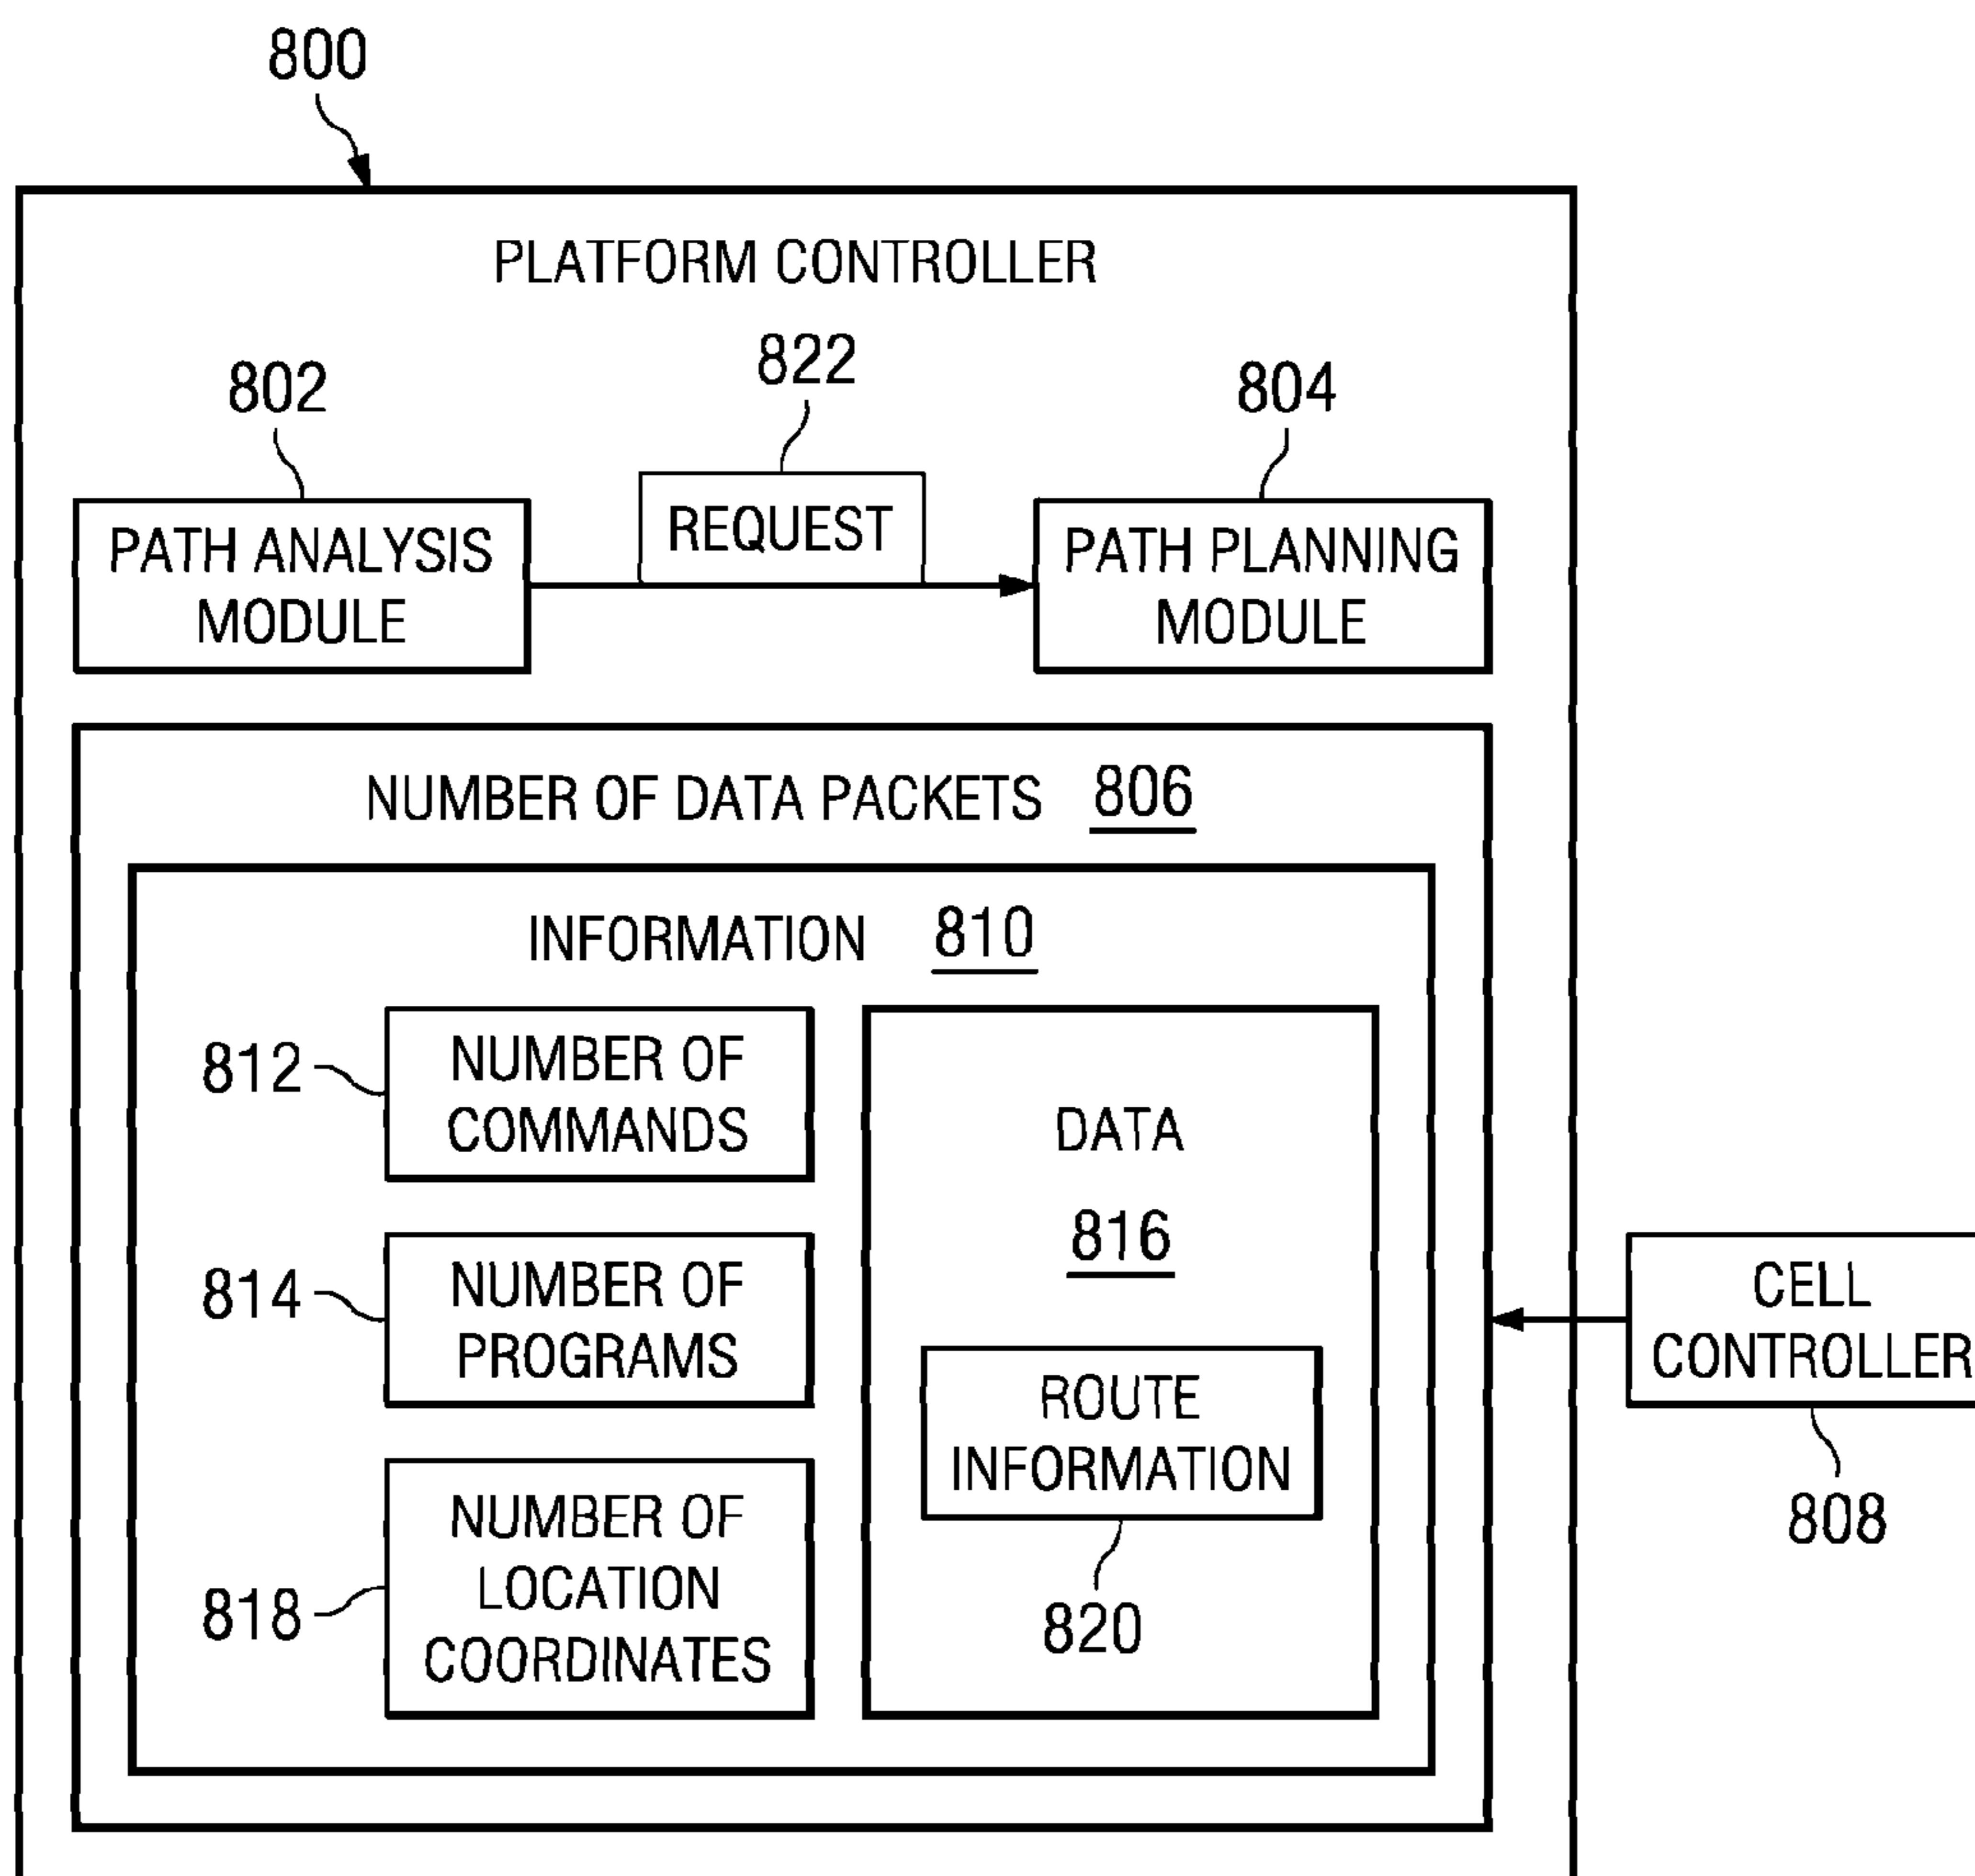 800
PLATFORM CONTROLLER
822
802
804
REQUEST
PATH ANALYSIS
MODULE
PATH PLANNING
MODULE
NUMBER OF DATA PACKETS 806
INFORMATION 810
812
NUMBER OF
COMMANDS
814
NUMBER OF
PROGRAMS
818
NUMBER OF
LOCATION
COORDINATES
DATA
816
ROUTE
INFORMATION
820
CELL
CONTROLLER
808